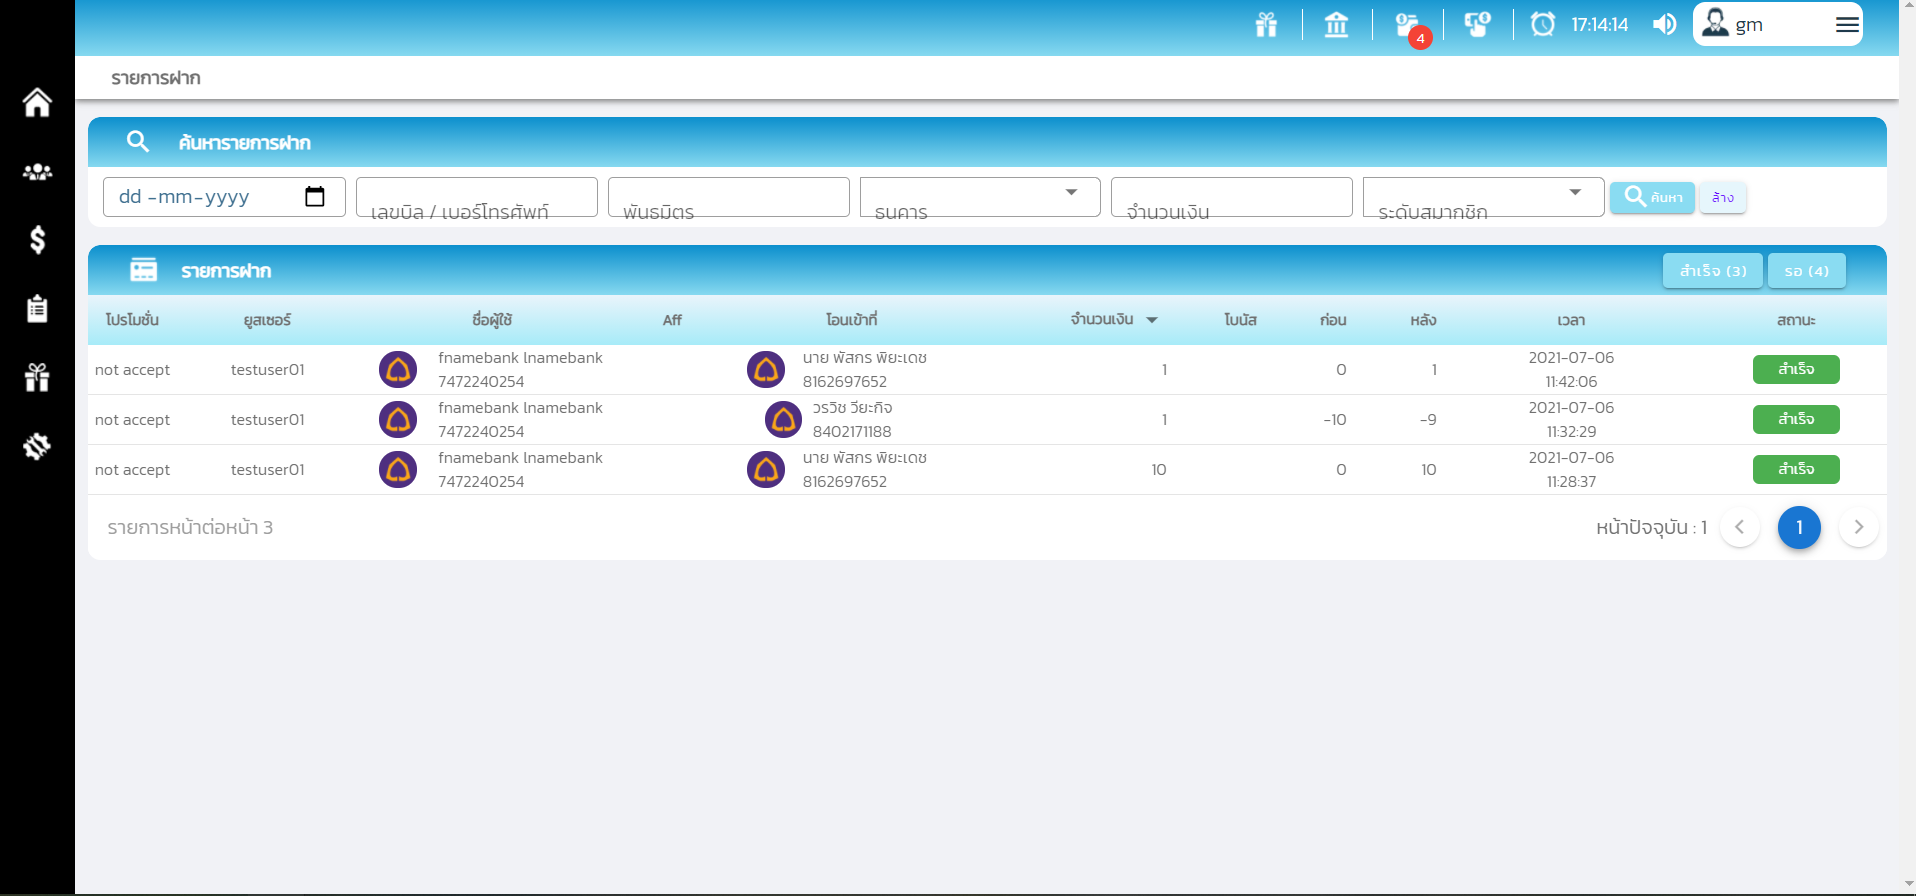 4
17:14:14
gm
รายการฝาก
ค้นหารายการฝาก
dd -mm-yyyy
เลขบิล / เบอร์โทรศัพท์
พันธมิตร
ธนาคาร
จำนวนเงิน
ระดับสมากชิก
ค้นหา
ล้าง
รายการฝาก
สำเร็จ (3)
รอ (4)
โปรโมชั่น ยูสเซอร์ ชื่อผู้ใช้ Aff โอนเข้าที่ จำนวนเงิน โบนัส ก่อน หลัง เวลา สถานะ
not accept testuser01 fnamebank lnamebank 7472240254 นาย พัสกร พิยะเดช 8162697652 1 0 1 2021-07-06 11:42:06 สำเร็จ
not accept testuser01 fnamebank lnamebank 7472240254 วรวิช วียะกิจ 8402171188 1 -10 -9 2021-07-06 11:32:29 สำเร็จ
not accept testuser01 fnamebank lnamebank 7472240254 นาย พัสกร พิยะเดช 8162697652 10 0 10 2021-07-06 11:28:37 สำเร็จ
รายการหน้าต่อหน้า 3
หน้าปัจจุบัน : 1
1